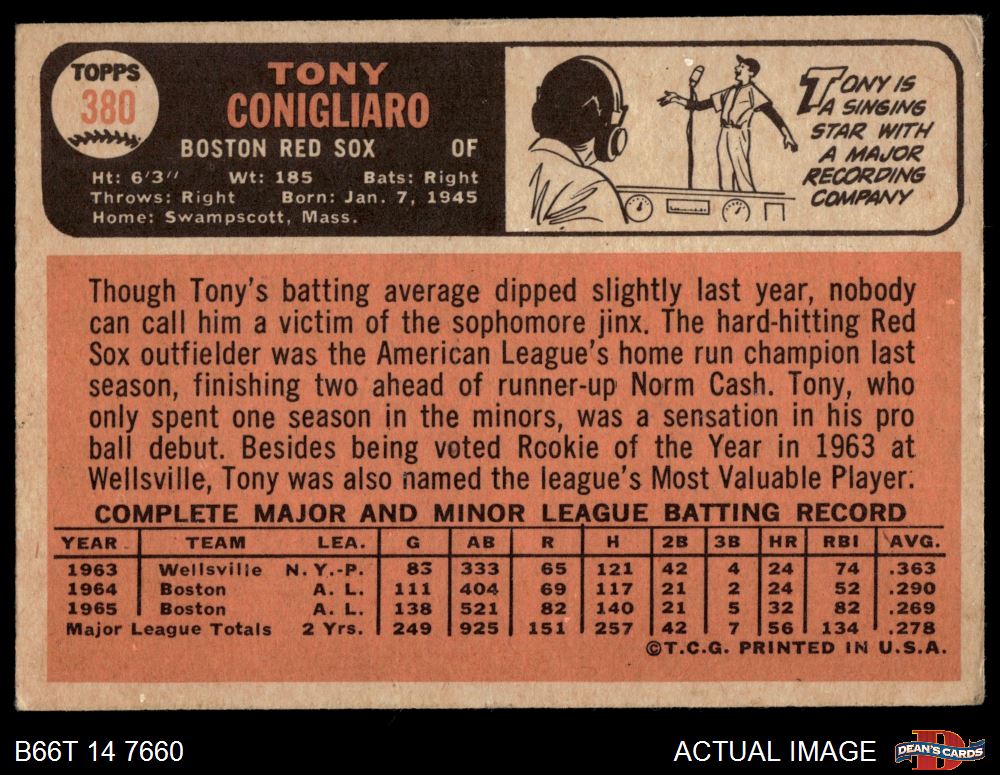 TOPPS
380
TONY
CONIGLIARO
BOSTON RED SOX OF
Ht: 6'3" Wt: 185 Bats: Right
Throws: Right Born: Jan. 7, 1945
Home: Swampscott, Mass.
TONY IS
A SINGING
STAR WITH
A MAJOR
RECORDING
COMPANY
Though Tony's batting average dipped slightly last year, nobody
can call him a victim of the sophomore jinx. The hard-hitting Red
Sox outfielder was the American League's home run champion last
season, finishing two ahead of runner-up Norm Cash. Tony, who
only spent one season in the minors, was a sensation in his pro
ball debut. Besides being voted Rookie of the Year in 1963 at
Wellsville, Tony was also named the league's Most Valuable Player.
COMPLETE MAJOR AND MINOR LEAGUE BATTING RECORD
YEAR TEAM LEA. G AB R H 2B 3B HR RBI AVG.
1963 Wellsville N.Y.-P. 83 333 65 121 42 4 24 74 .363
1964 Boston A. L. 111 404 69 117 21 2 24 52 .290
1965 Boston A. L. 138 521 82 140 21 5 32 82 .269
Major League Totals 2 Yrs. 249 925 151 257 42 7 56 134 .278
©T.C.G. PRINTED IN U.S.A.
B66T 14 7660
ACTUAL IMAGE
DEAN'S CARDS